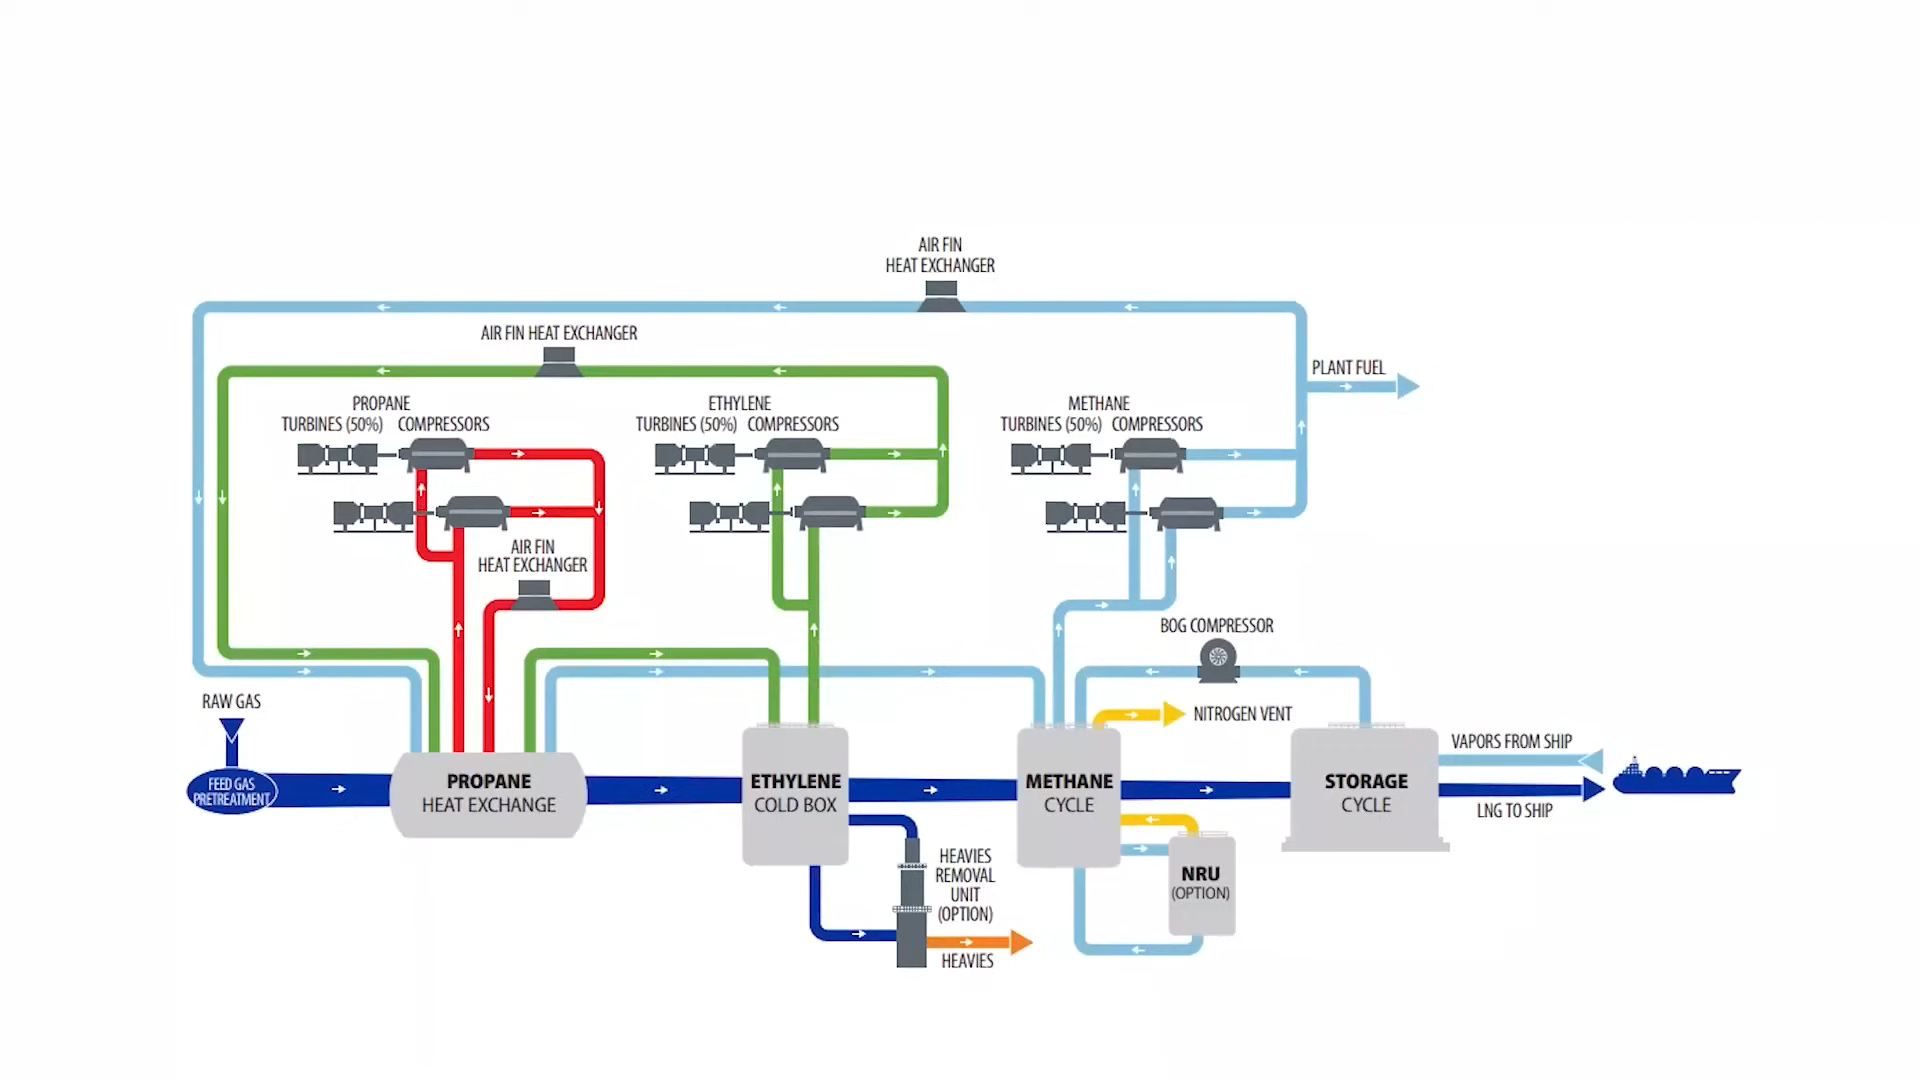 AIR FIN
HEAT EXCHANGER
AIR FIN HEAT EXCHANGER
PLANT FUEL
PROPANE
TURBINES (50%) COMPRESSORS
ETHYLENE
TURBINES (50%) COMPRESSORS
METHANE
TURBINES (50%) COMPRESSORS
AIR FIN
HEAT EXCHANGER
BOG COMPRESSOR
RAW GAS
NITROGEN VENT
VAPORS FROM SHIP
FEED GAS
PRETREATMENT
PROPANE
HEAT EXCHANGE
ETHYLENE
COLD BOX
METHANE
CYCLE
STORAGE
CYCLE
LNG TO SHIP
HEAVIES
REMOVAL
UNIT
(OPTION)
NRU
(OPTION)
HEAVIES